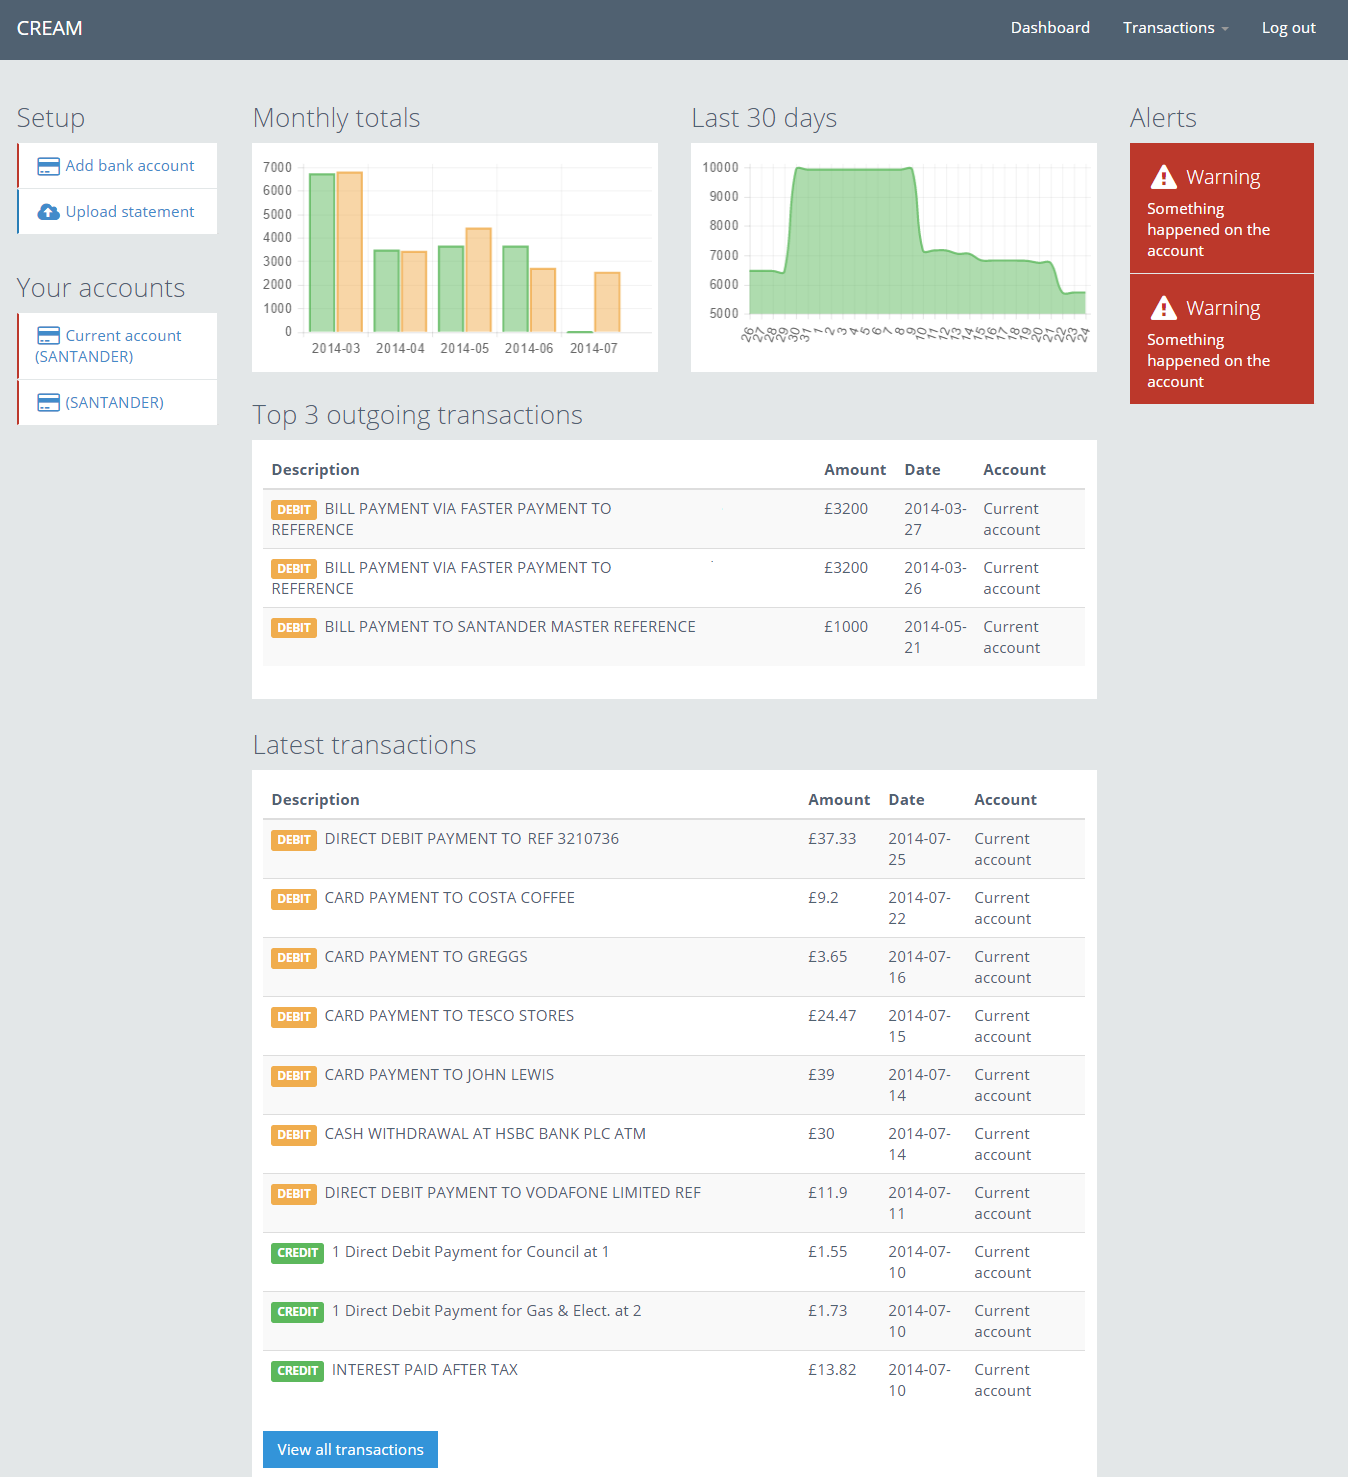 CREAM
Dashboard Transactions Log out
Setup
Add bank account
Upload statement
Your accounts
Current account
(SANTANDER)
(SANTANDER)
Monthly totals
7000
6000
5000
4000
3000
2000
1000
0
2014-03 2014-04 2014-05 2014-06 2014-07
Last 30 days
10000
9000
8000
7000
6000
5000
26 27 28 29 30 31 1 2 3 4 5 6 7 8 9 10 11 12 13 14 15 16 17 18 19 20 21 22 23 24
Alerts
Warning
Something
happened on the
account
Warning
Something
happened on the
account
Top 3 outgoing transactions
Description Amount Date Account
DEBIT BILL PAYMENT VIA FASTER PAYMENT TO £3200 2014-03- Current
REFERENCE 27 account
DEBIT BILL PAYMENT VIA FASTER PAYMENT TO £3200 2014-03- Current
REFERENCE 26 account
DEBIT BILL PAYMENT TO SANTANDER MASTER REFERENCE £1000 2014-05- Current
21 account
Latest transactions
Description Amount Date Account
DEBIT DIRECT DEBIT PAYMENT TO REF 3210736 £37.33 2014-07- Current
25 account
DEBIT CARD PAYMENT TO COSTA COFFEE £9.2 2014-07- Current
22 account
DEBIT CARD PAYMENT TO GREGGS £3.65 2014-07- Current
16 account
DEBIT CARD PAYMENT TO TESCO STORES £24.47 2014-07- Current
15 account
DEBIT CARD PAYMENT TO JOHN LEWIS £39 2014-07- Current
14 account
DEBIT CASH WITHDRAWAL AT HSBC BANK PLC ATM £30 2014-07- Current
14 account
DEBIT DIRECT DEBIT PAYMENT TO VODAFONE LIMITED REF £11.9 2014-07- Current
11 account
CREDIT 1 Direct Debit Payment for Council at 1 £1.55 2014-07- Current
10 account
CREDIT 1 Direct Debit Payment for Gas & Elect. at 2 £1.73 2014-07- Current
10 account
CREDIT INTEREST PAID AFTER TAX £13.82 2014-07- Current
10 account
View all transactions